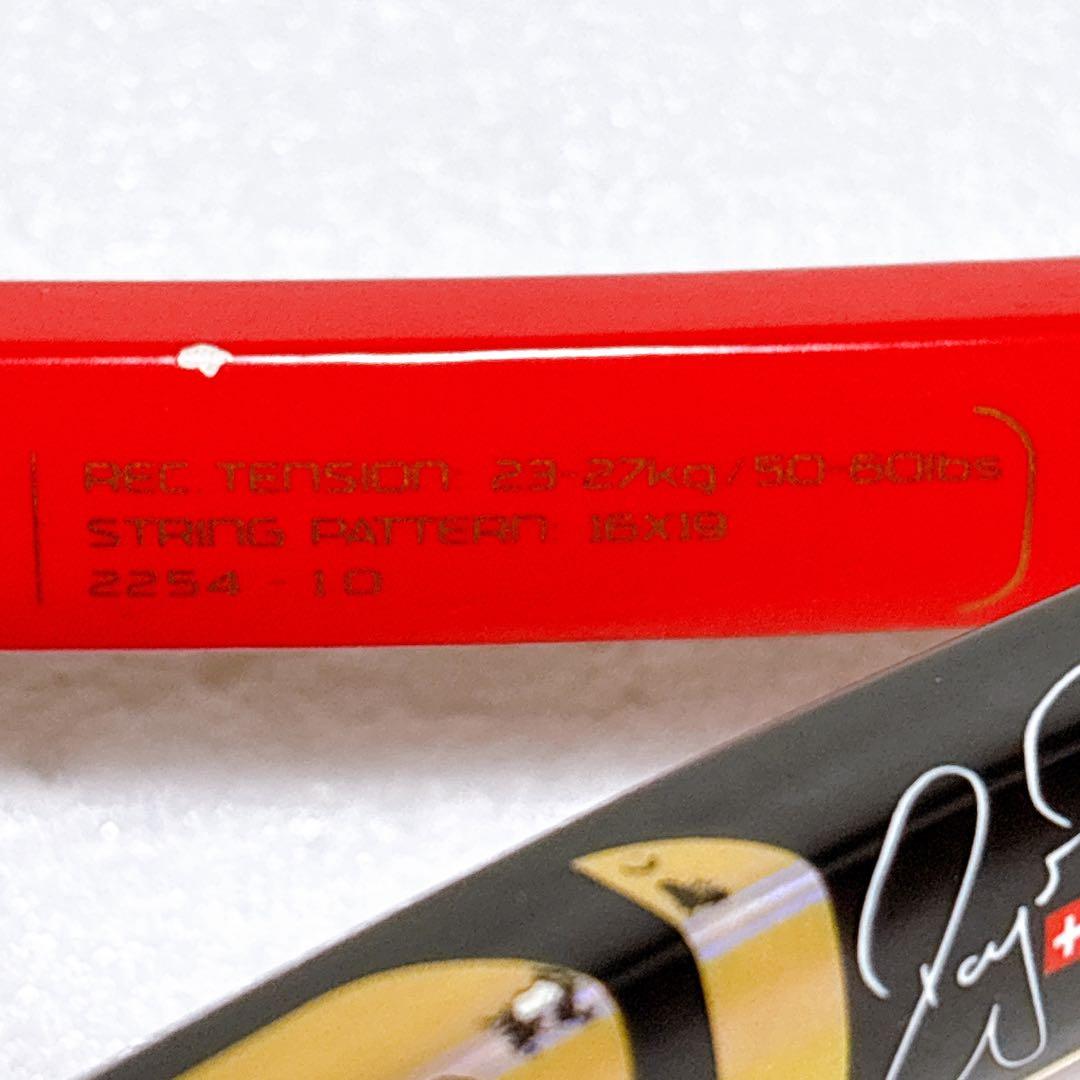 REC. TENSION: 23-27kg/50-60lbs
STRING PATTERN: 16X19
2254 - 10